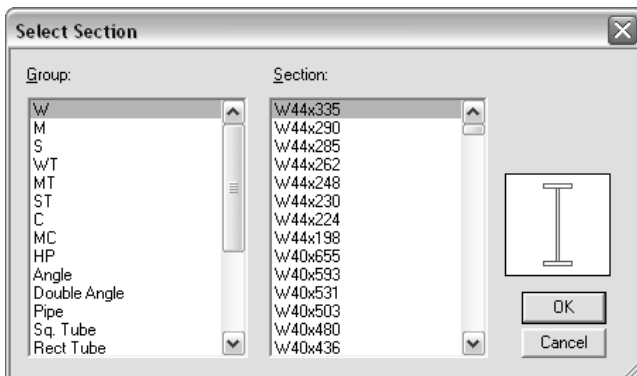 Select Section
Group:
W
M
S
WT
MT
ST
C
MC
HP
Angle
Double Angle
Pipe
Sq. Tube
Rect Tube
Section:
W44x335
W44x290
W44x285
W44x262
W44x248
W44x230
W44x224
W44x198
W40x655
W40x593
W40x531
W40x503
W40x480
W40x436
OK
Cancel